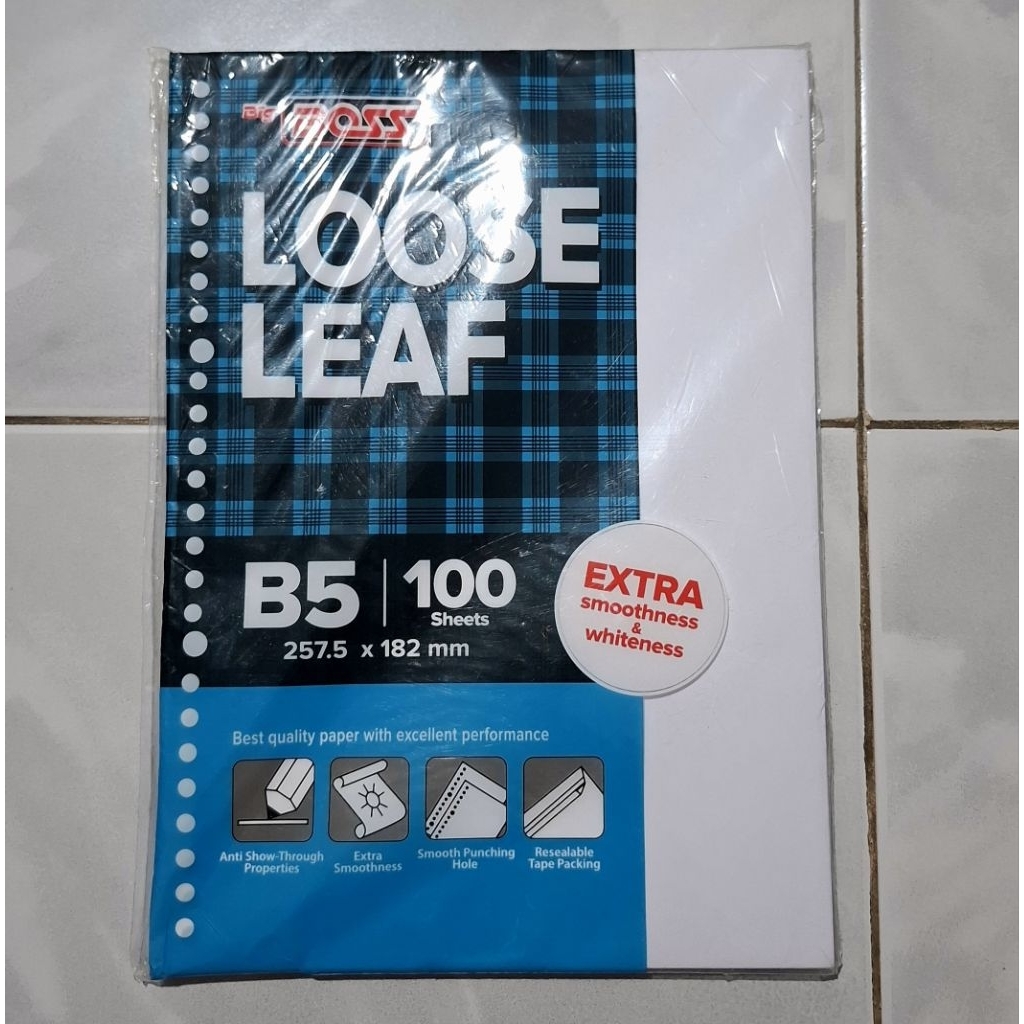 Big BOSS
LOOSE
LEAF
B5 | 100
Sheets
257.5 x 182 mm
EXTRA
smoothness
&
whiteness
Best quality paper with excellent performance
Anti Show-Through
Properties
Extra
Smoothness
Smooth Punching
Hole
Resealable
Tape Packing